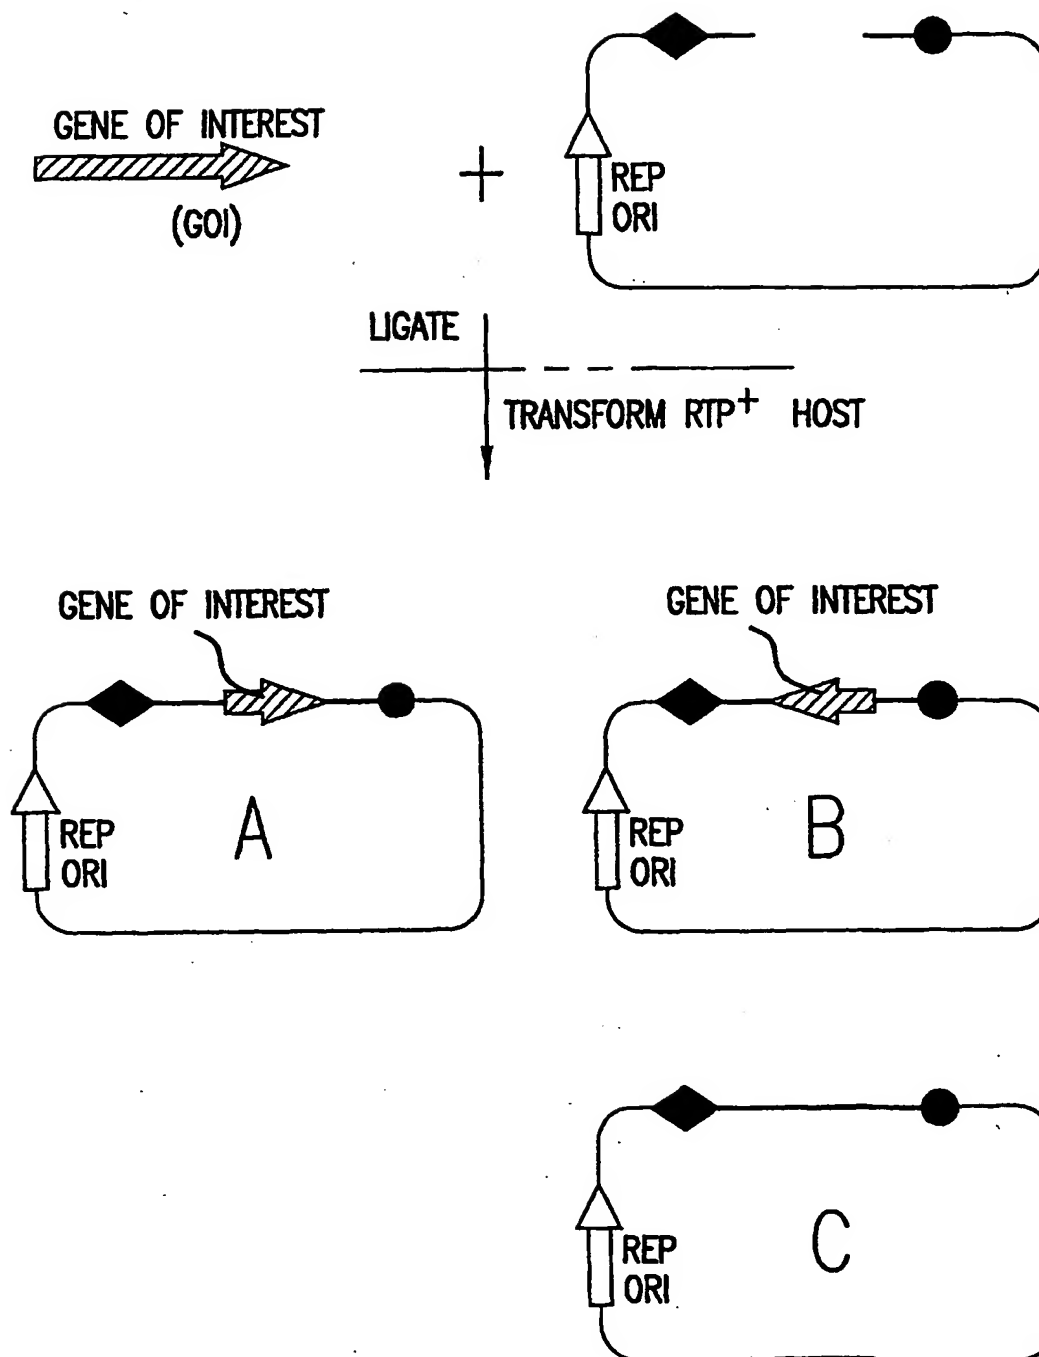 GENE OF INTEREST
(GOI)
+
REP
ORI
LIGATE
TRANSFORM RTP+ HOST
GENE OF INTEREST
REP
ORI
A
GENE OF INTEREST
REP
ORI
B
REP
ORI
C